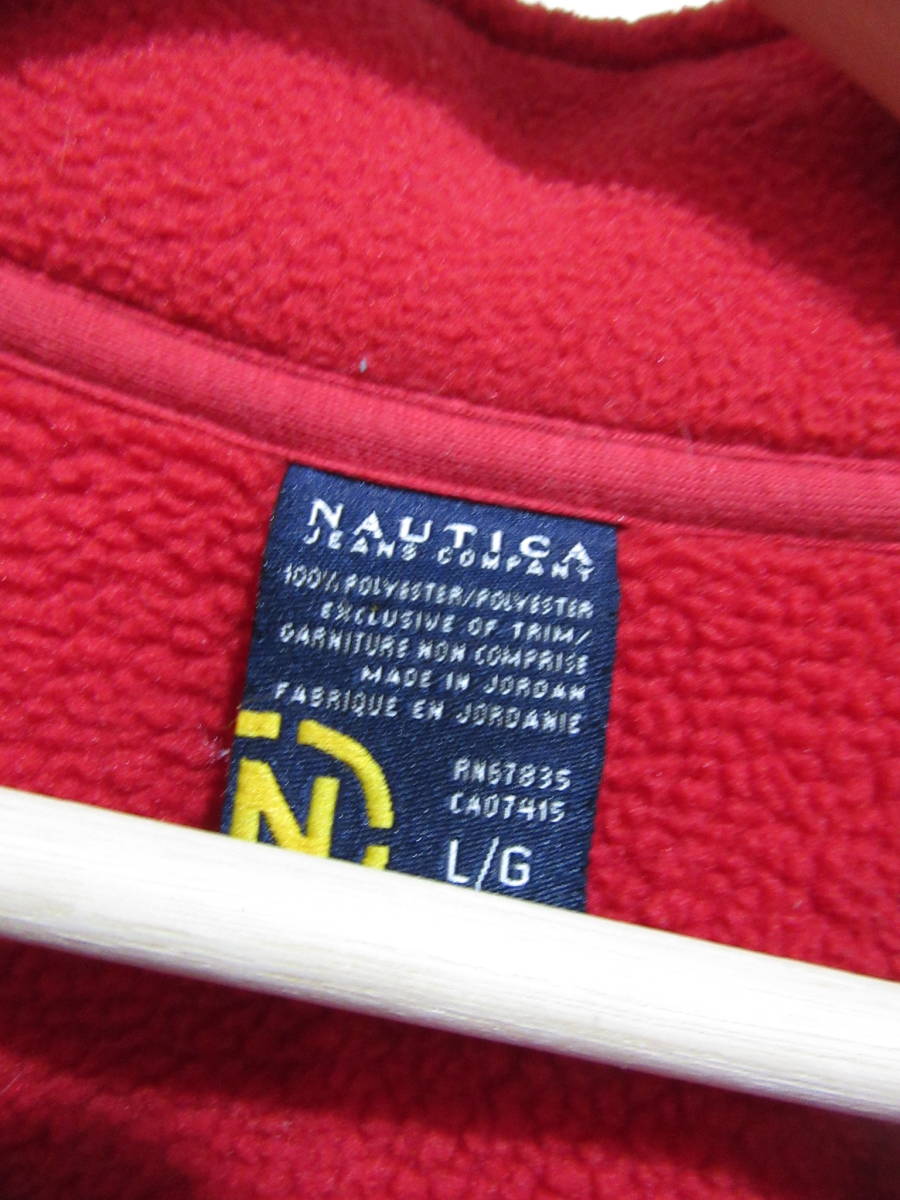 NAUTICA
JEANS COMPANY
100% POLYESTER/POLYESTER
EXCLUSIVE OF TRIM/
GARNITURE NON COMPRISE
MADE IN JORDAN
FABRIQUE EN JORDANIE
RN67835
CA07415
N
L/G